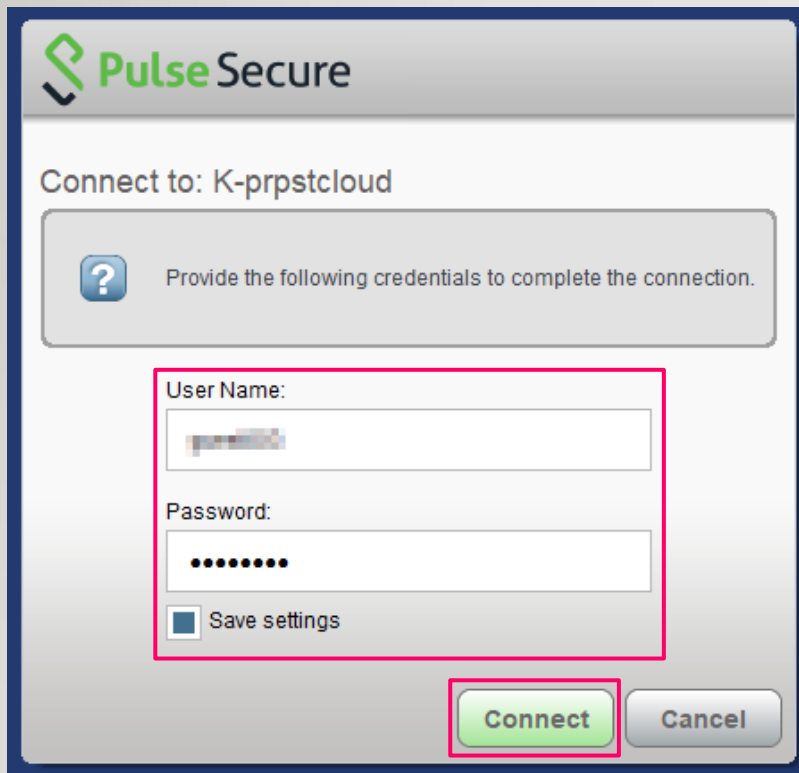 Pulse Secure
Connect to: K-prpstcloud
Provide the following credentials to complete the connection.
User Name:
Password:
••••••••
Save settings
Connect
Cancel